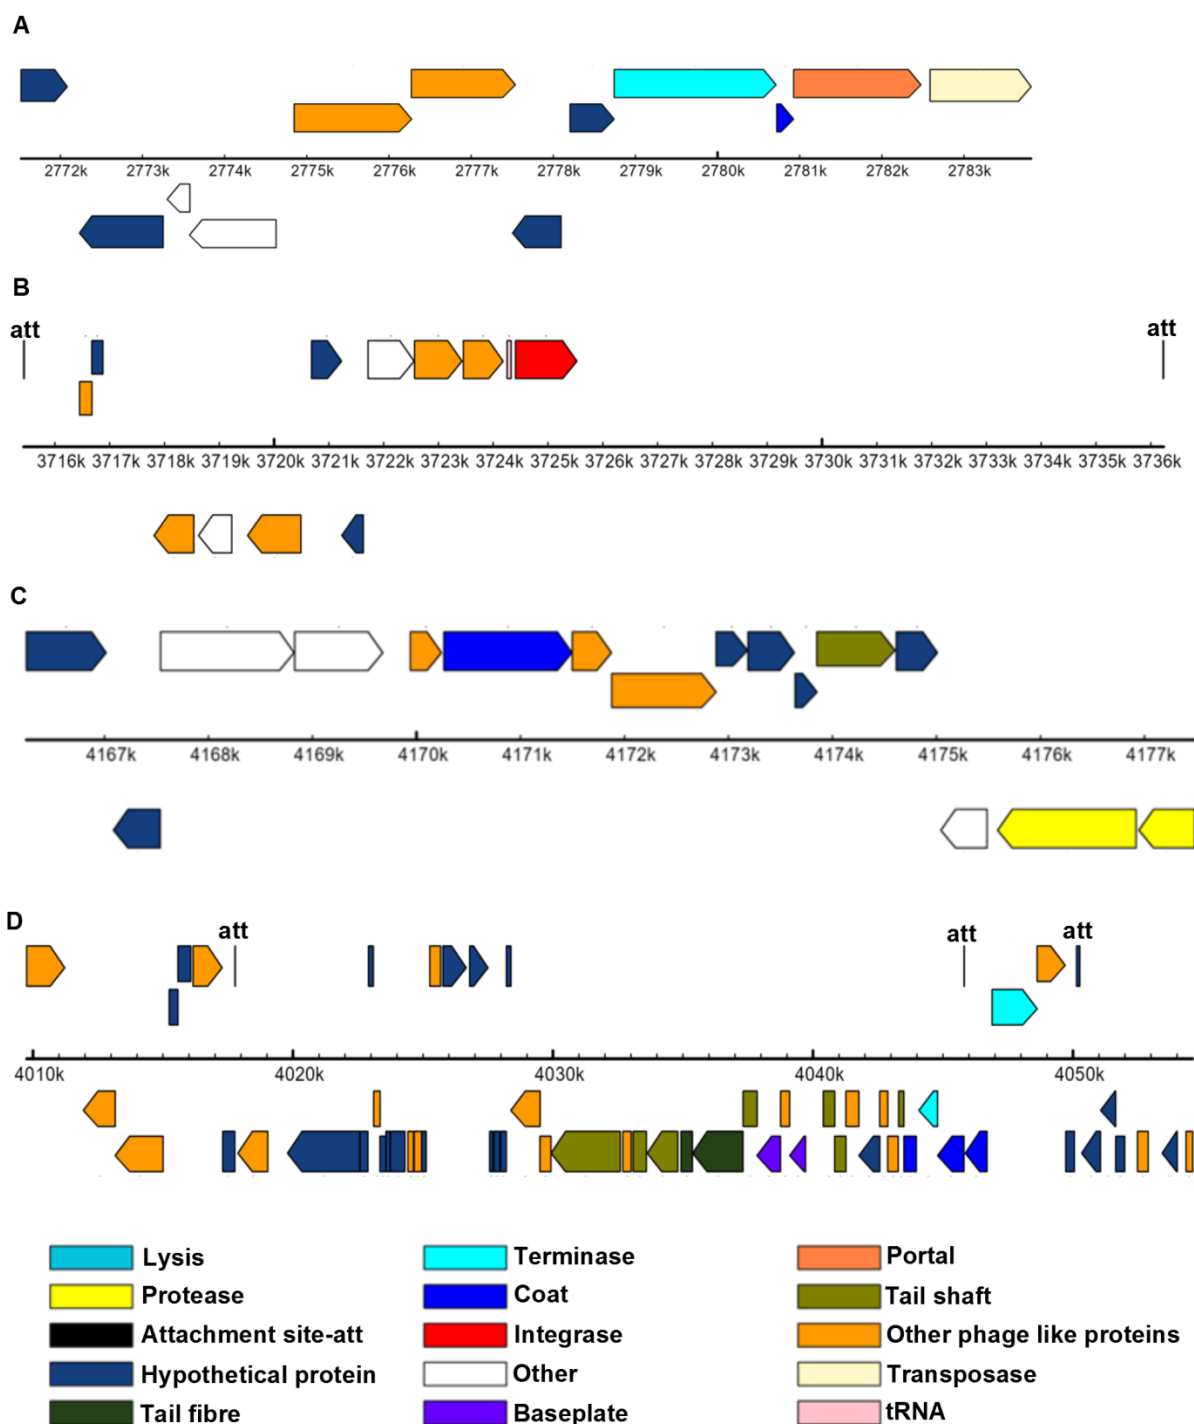 A
2772k 2773k 2774k 2775k 2776k 2777k 2778k 2779k 2780k 2781k 2782k 2783k
B
att att
3716k 3717k 3718k 3719k 3720k 3721k 3722k 3723k 3724k 3725k 3726k 3727k 3728k 3729k 3730k 3731k 3732k 3733k 3734k 3735k 3736k
C
4167k 4168k 4169k 4170k 4171k 4172k 4173k 4174k 4175k 4176k 4177k
D
att att att
4010k 4020k 4030k 4040k 4050k
Lysis Terminase Portal
Protease Coat Tail shaft
Attachment site-att Integrase Other phage like proteins
Hypothetical protein Other Transposase
Tail fibre Baseplate tRNA